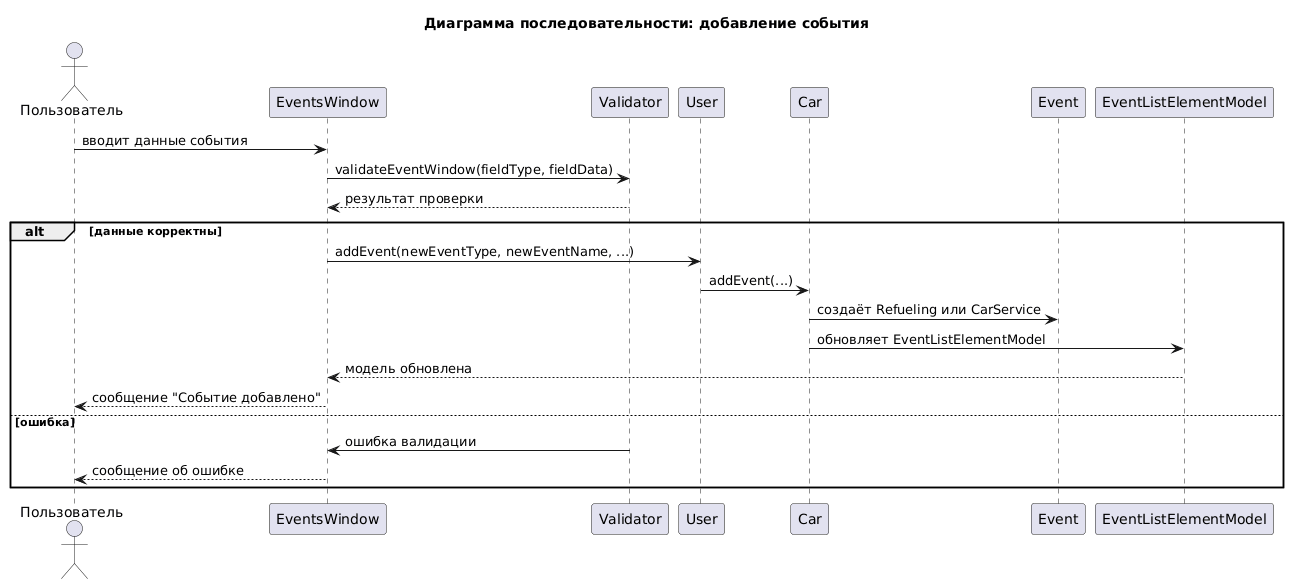 Диаграмма последовательности: добавление события
Пользователь
EventsWindow
Validator
User
Car
Event
EventListElementModel
вводит данные события
validateEventWindow(fieldType, fieldData)
результат проверки
alt
[данные корректны]
addEvent(newEventType, newEventName, ...)
addEvent(...)
создаёт Refueling или CarService
обновляет EventListElementModel
модель обновлена
сообщение "Событие добавлено"
[ошибка]
ошибка валидации
сообщение об ошибке
Пользователь
EventsWindow
Validator
User
Car
Event
EventListElementModel